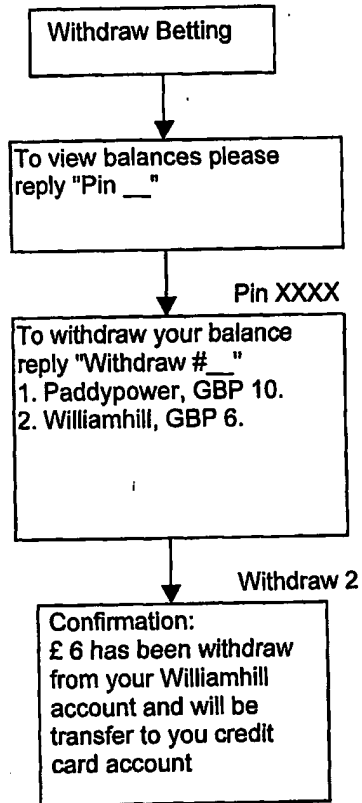 Withdraw Betting
To view balances please
reply "Pin __"
Pin XXXX
To withdraw your balance
reply "Withdraw #__"
1. Paddypower, GBP 10.
2. Williamhill, GBP 6.
Withdraw 2
Confirmation:
£ 6 has been withdraw
from your Williamhill
account and will be
transfer to you credit
card account